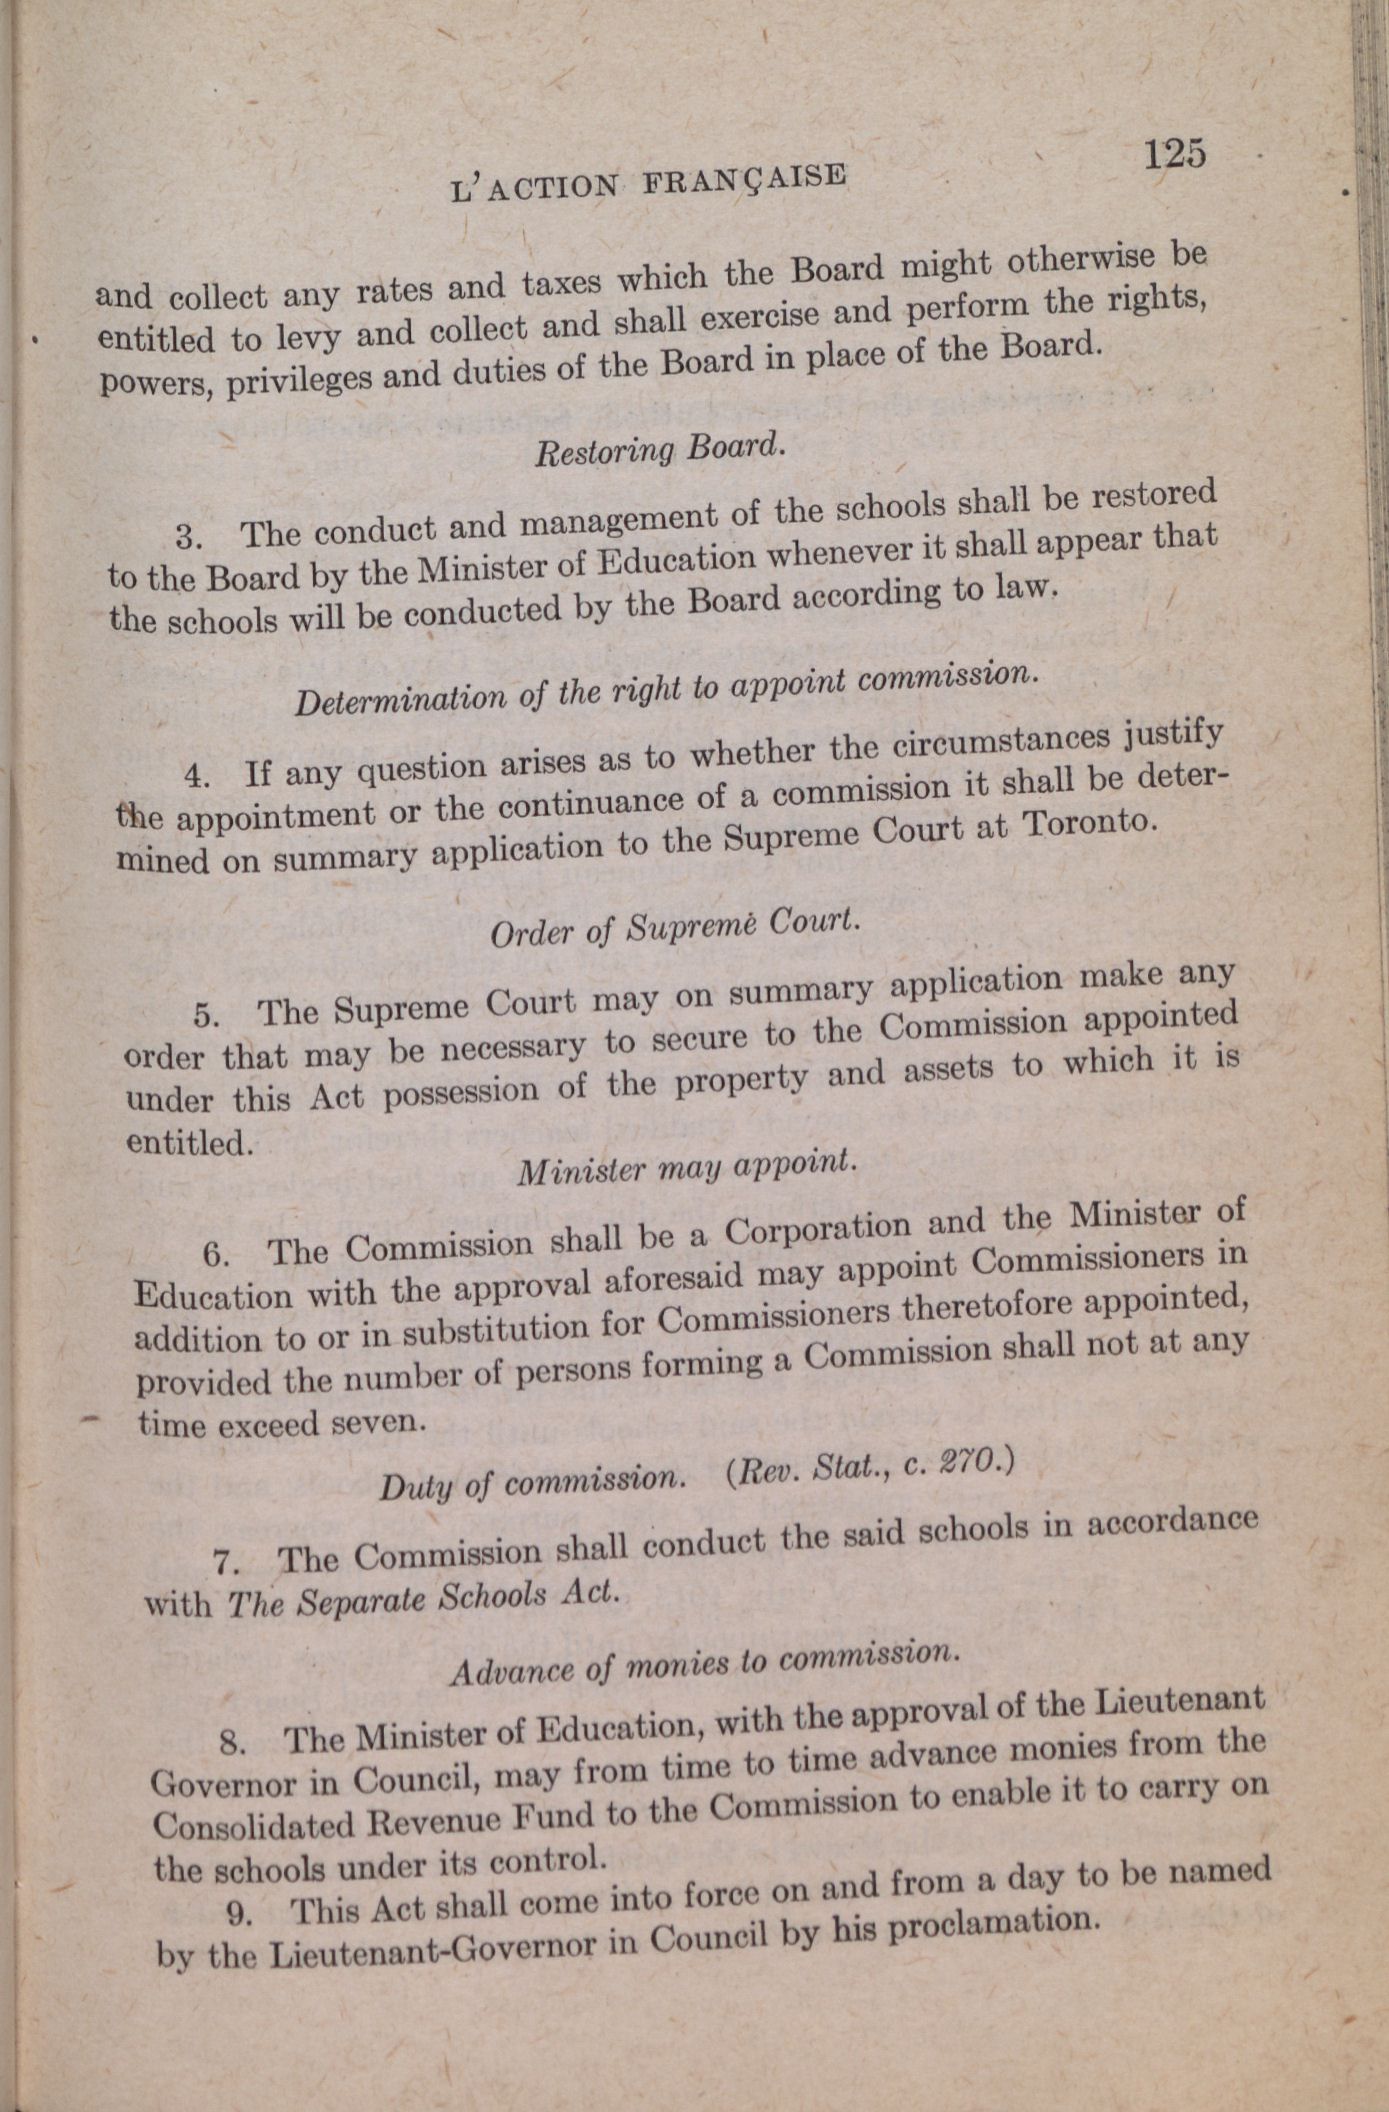 125
L'ACTION FRANÇAISE
and collect any rates and taxes which the Board might otherwise be
entitled to levy and collect and shall exercise and perform the rights,
powers, privileges and duties of the Board in place of the Board.
Restoring Board.
3. The conduct and management of the schools shall be restored
to the Board by the Minister of Education whenever it shall appear that
the schools will be conducted by the Board according to law.
Determination of the right to appoint commission.
4. If any question arises as to whether the circumstances justify
the appointment or the continuance of a commission it shall be deter-
mined on summary application to the Supreme Court at Toronto.
Order of Supreme Court.
5. The Supreme Court may on summary application make any
order that may be necessary to secure to the Commission appointed
under this Act possession of the property and assets to which it is
entitled.
Minister may appoint.
6. The Commission shall be a Corporation and the Minister of
Education with the approval aforesaid may appoint Commissioners in
addition to or in substitution for Commissioners theretofore appointed,
provided the number of persons forming a Commission shall not at any
time exceed seven.
Duty of commission. (Rev. Stat., c. 270.)
7. The Commission shall conduct the said schools in accordance
with The Separate Schools Act.
Advance of monies to commission.
8. The Minister of Education, with the approval of the Lieutenant
Governor in Council, may from time to time advance monies from the
Consolidated Revenue Fund to the Commission to enable it to carry on
the schools under its control.
9. This Act shall come into force on and from a day to be named
by the Lieutenant-Governor in Council by his proclamation.